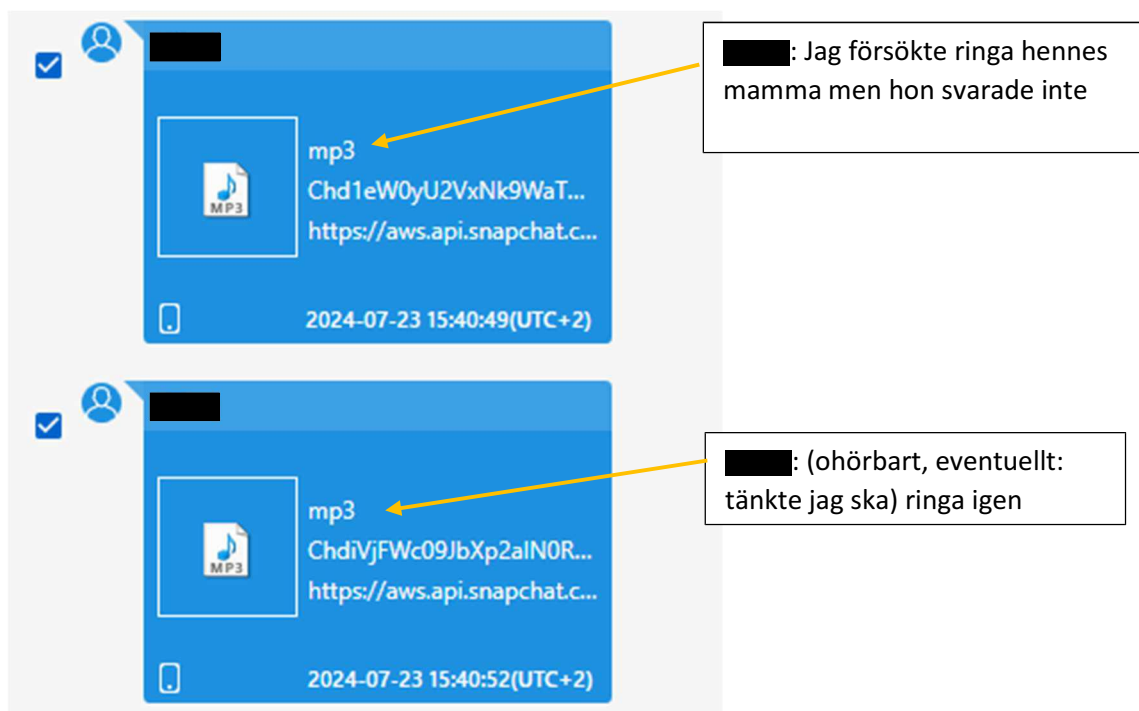 : Jag försökte ringa hennes
mamma men hon svarade inte
mp3
Chd1eW0yU2VxNk9WaT...
MP3
https://aws.api.snapchat.c...
2024-07-23 15:40:49(UTC+2)
: (ohörbart, eventuellt:
tänkte jag ska) ringa igen
mp3
ChdiVjFWc09JbXp2alN0R...
MP3
https://aws.api.snapchat.c...
2024-07-23 15:40:52(UTC+2)